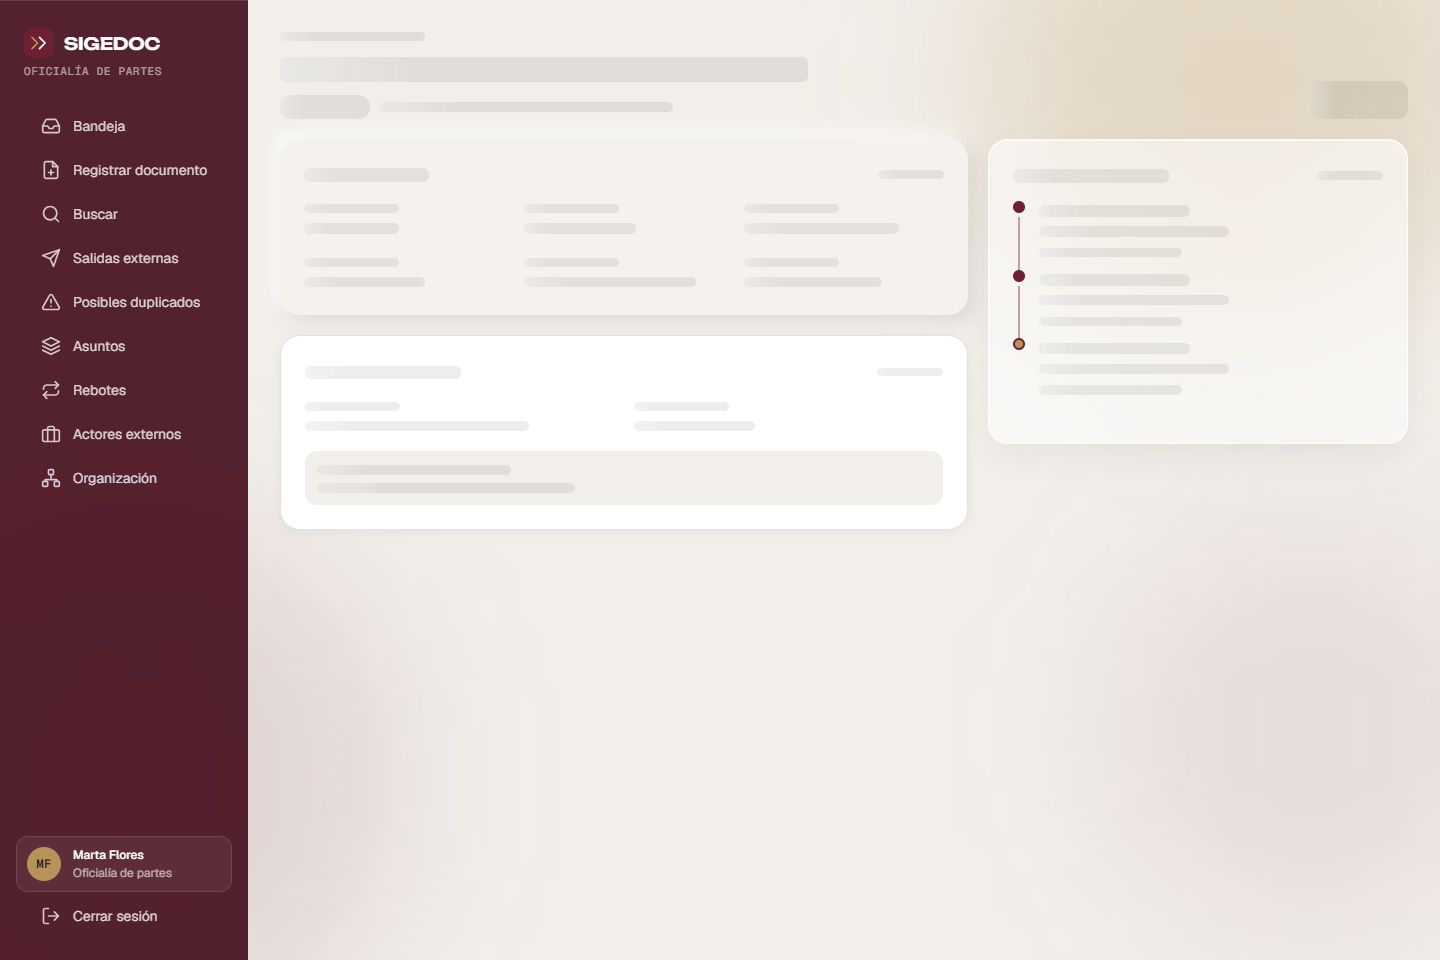 SIGEDOC
OFICIALÍA DE PARTES
Bandeja
Registrar documento
Buscar
Salidas externas
Posibles duplicados
Asuntos
Rebotes
Actores externos
Organización
MF
Marta Flores
Oficialía de partes
Cerrar sesión